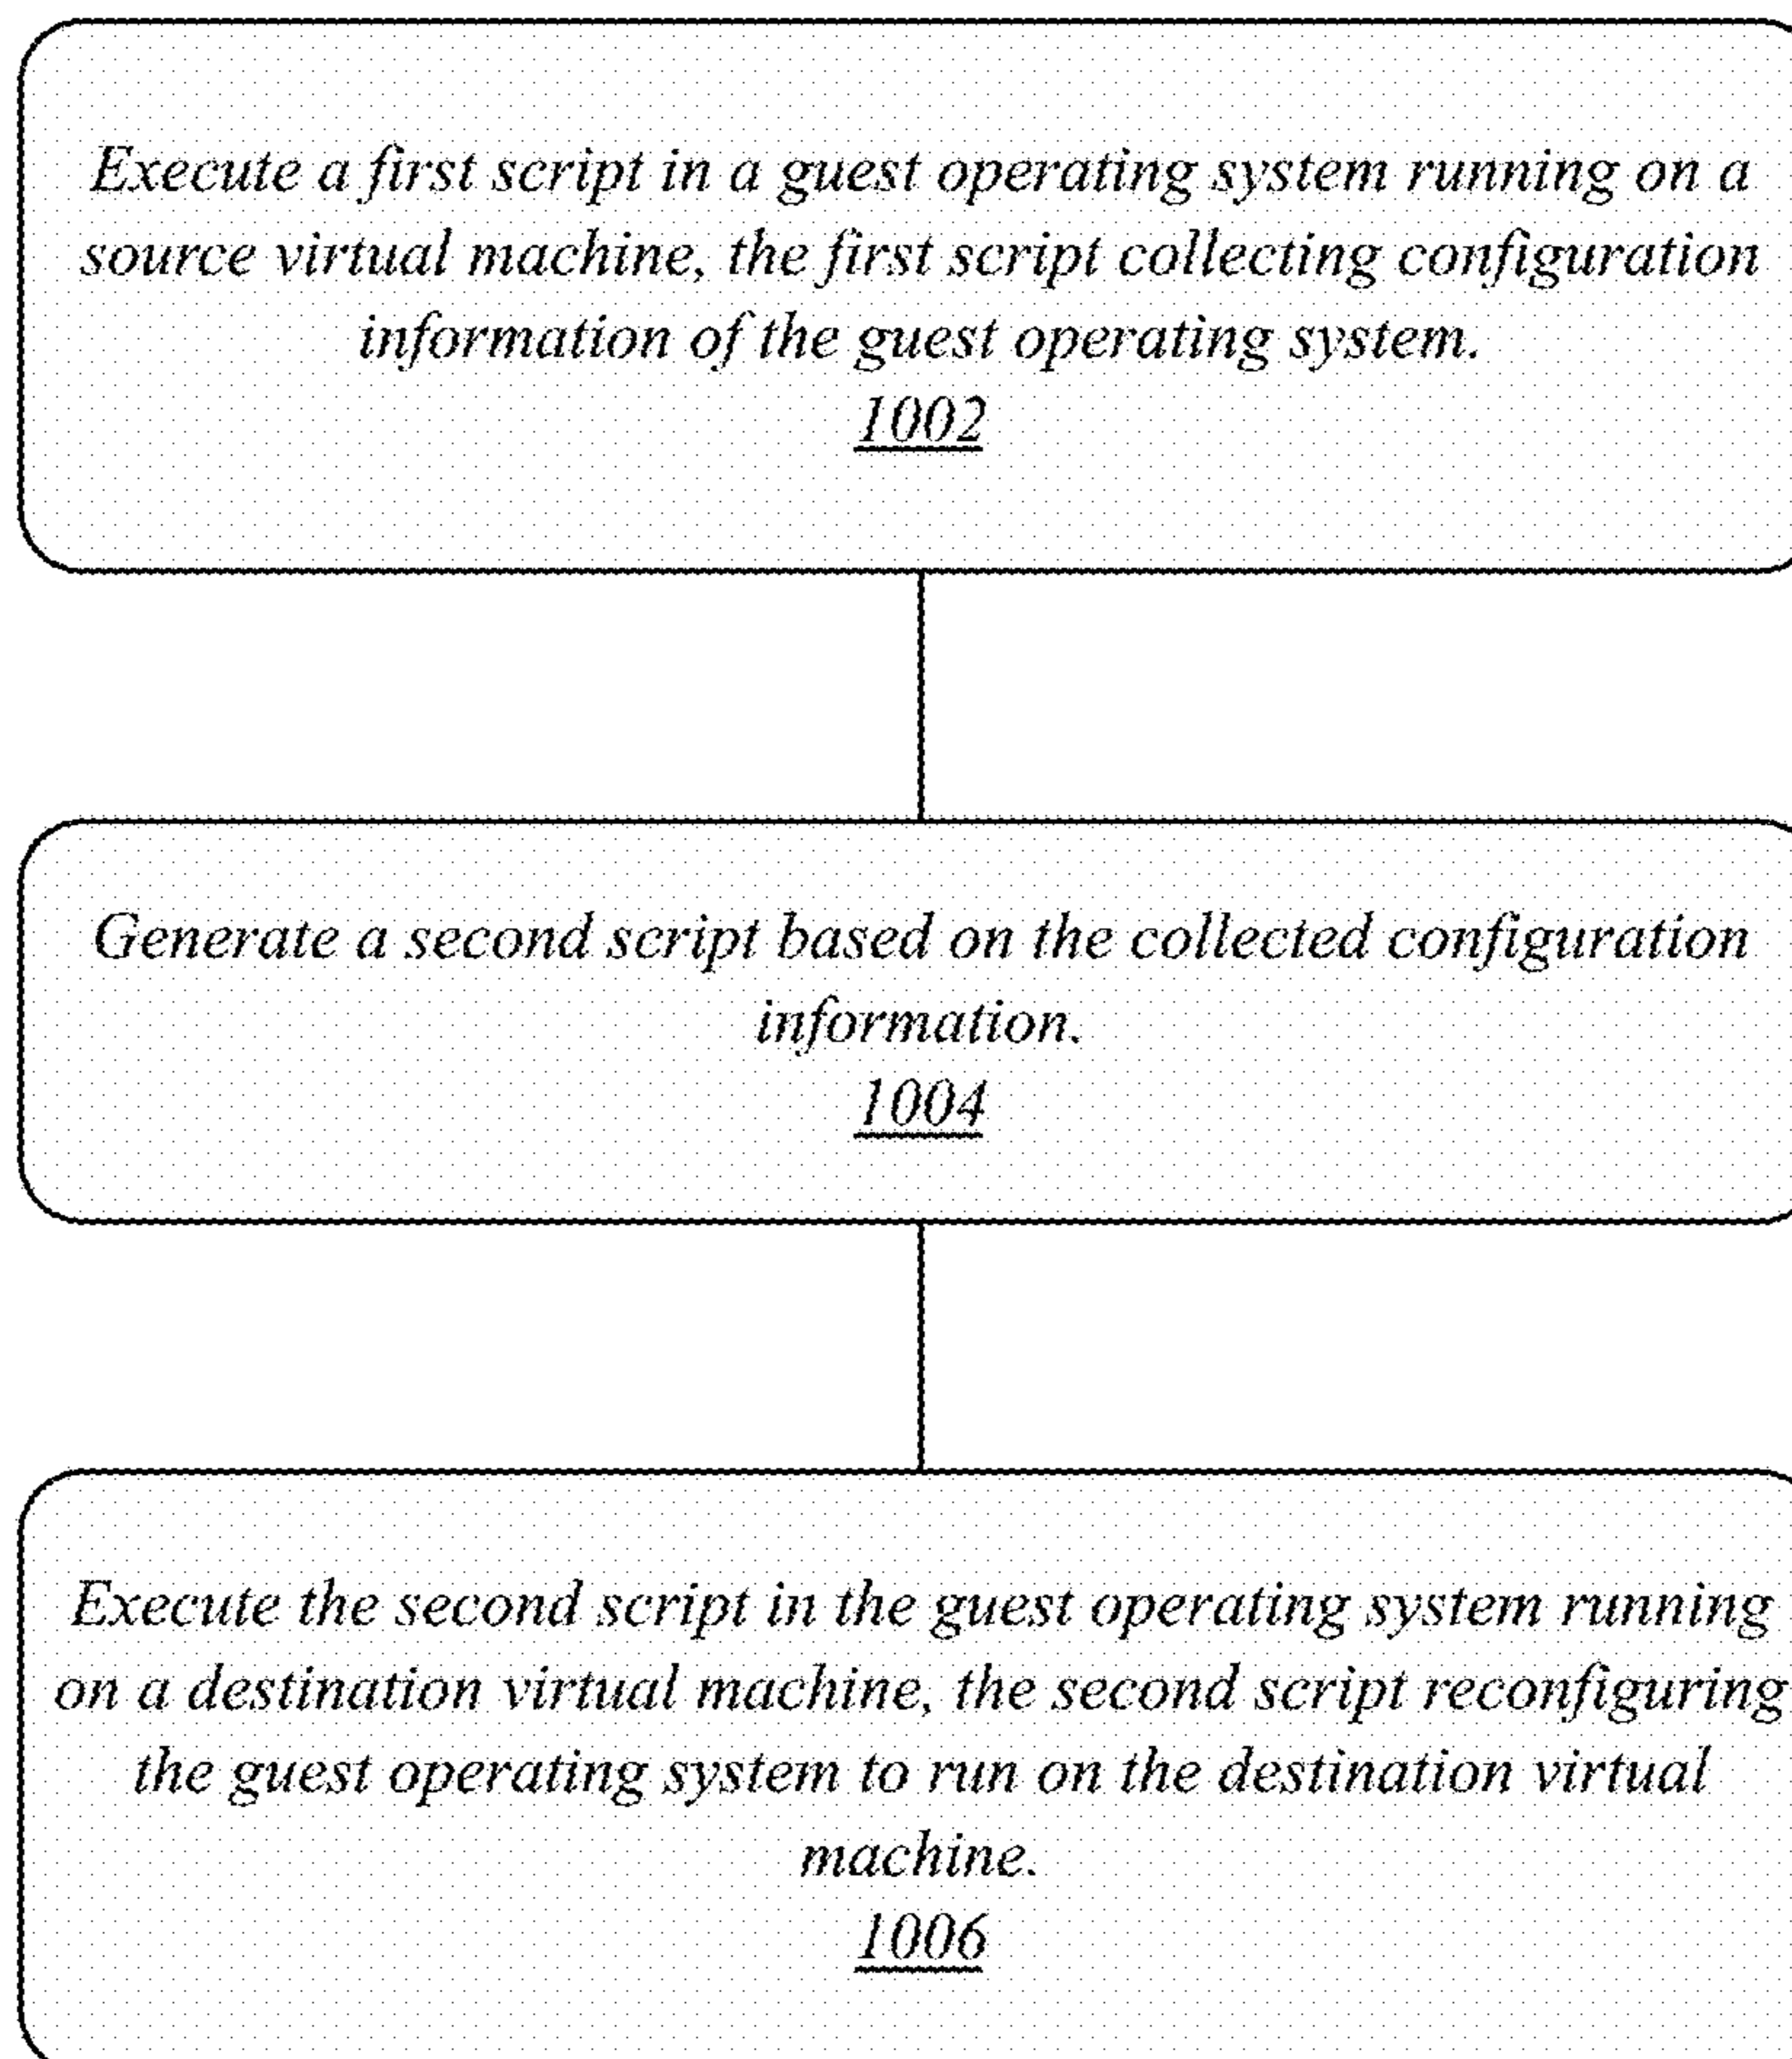 Execute a first script in a guest operating system running on a
source virtual machine, the first script collecting configuration
information of the guest operating system.
1002
Generate a second script based on the collected configuration
information.
1004
Execute the second script in the guest operating system running
on a destination virtual machine, the second script reconfiguring
the guest operating system to run on the destination virtual
machine.
1006